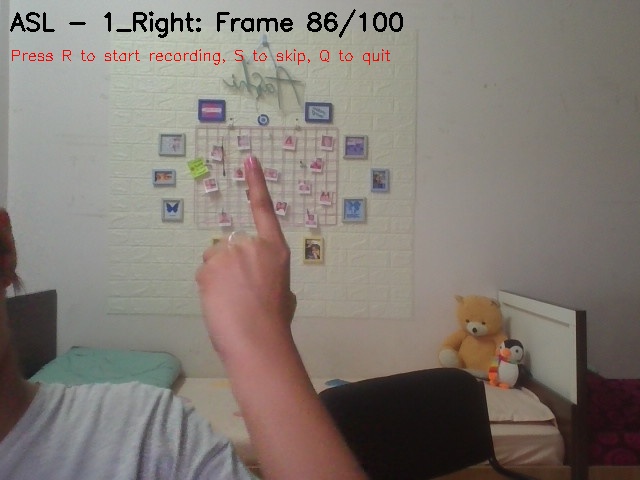 ASL - 1_Right: Frame 86/100
Press R to start recording, S to skip, Q to quit